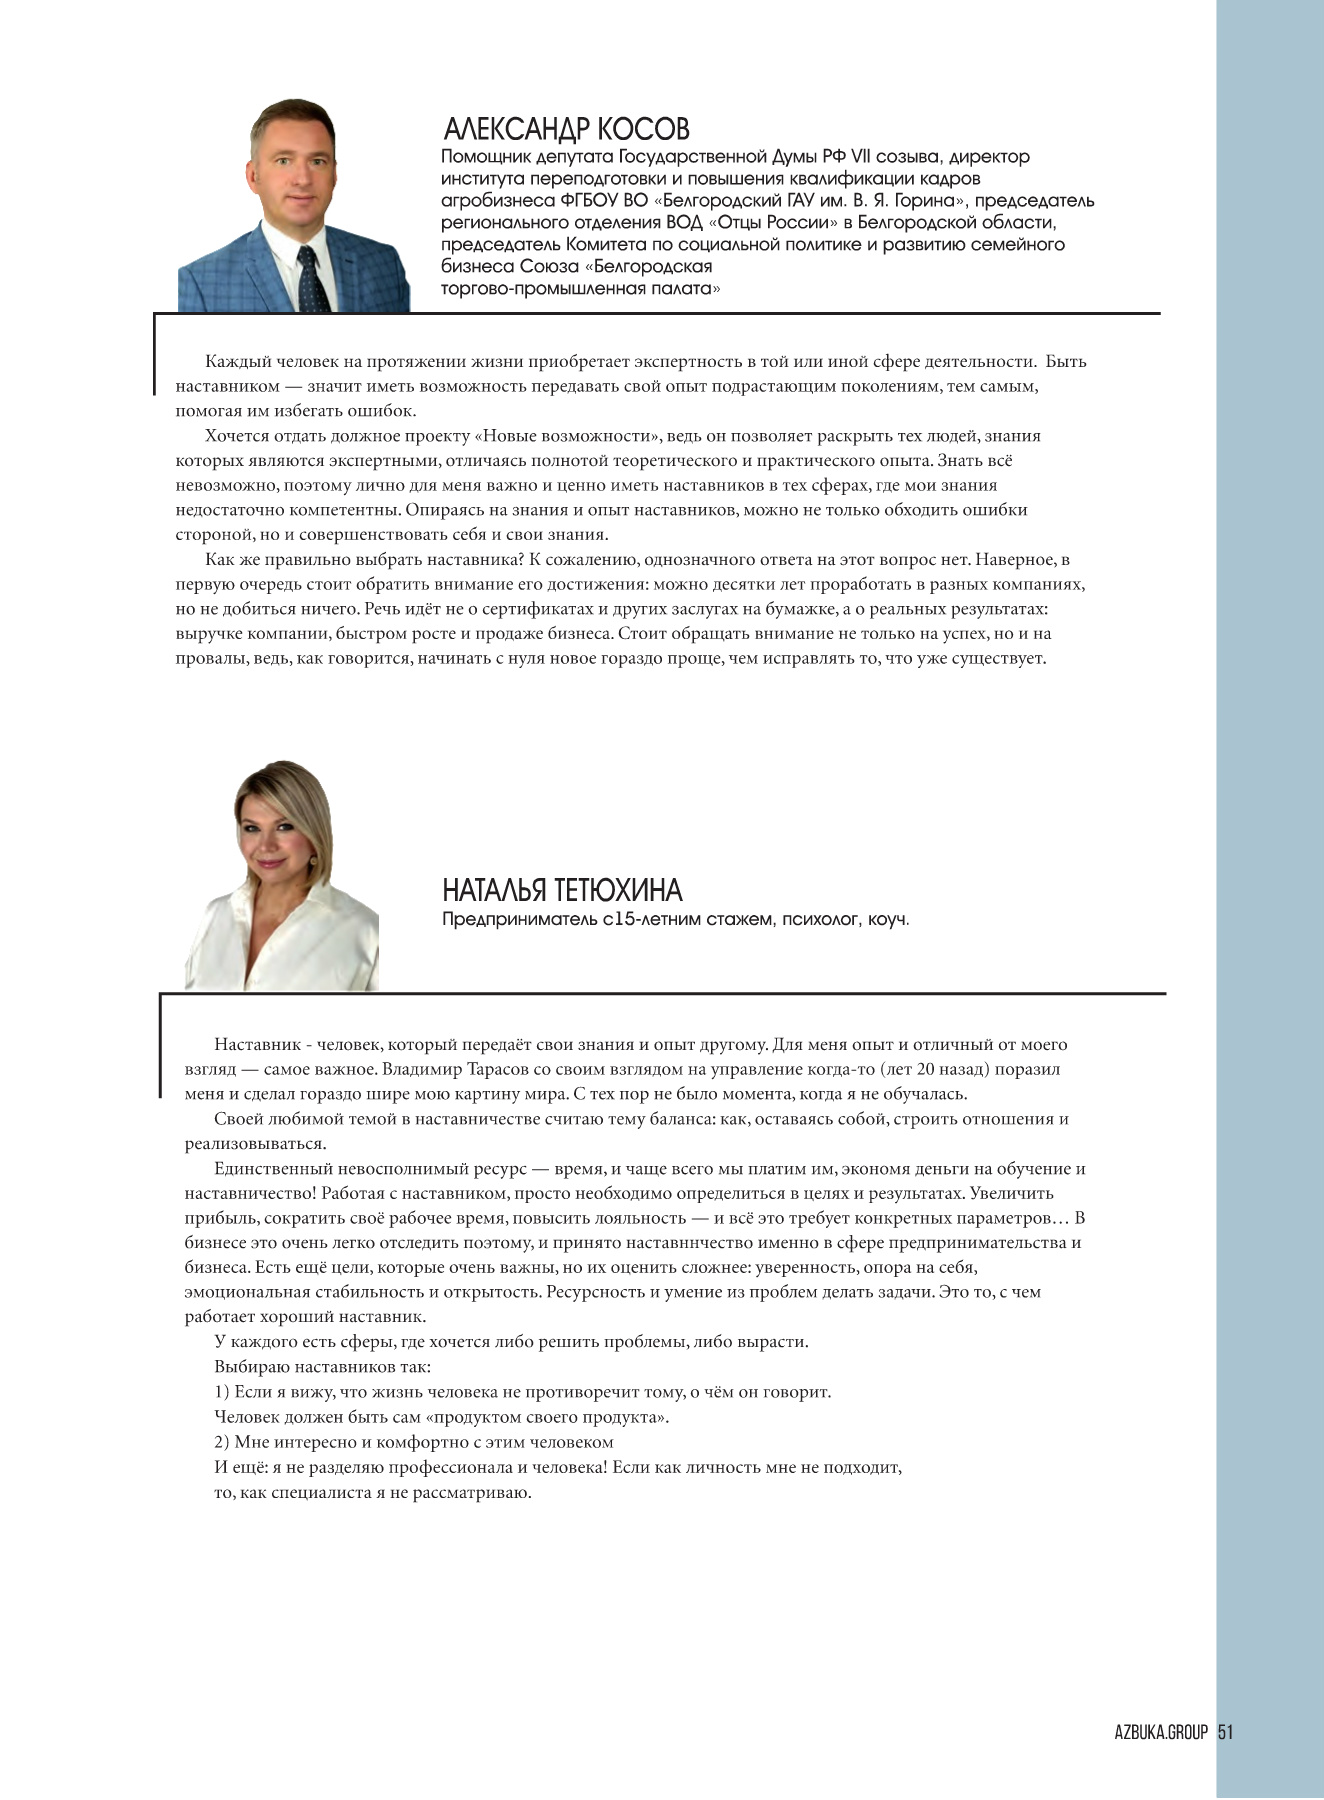 АЛЕКСАНДР КОСОВ
Помощник депутата Государственной Думы РФ VII созыва, директор
института переподготовки и повышения квалификации кадров
агробизнеса ФГБОУ ВО «Белгородский ГАУ им. В. Я. Горина», председатель
регионального отделения ВОД «Отцы России» в Белгородской области,
председатель Комитета по социальной политике и развитию семейного
бизнеса Союза «Белгородская
торгово-промышленная палата»
Каждый человек на протяжении жизни приобретает экспертность в той или иной сфере деятельности. Быть
наставником — значит иметь возможность передавать свой опыт подрастающим поколениям, тем самым,
помогая им избегать ошибок.
Хочется отдать должное проекту «Новые возможности», ведь он позволяет раскрыть тех людей, знания
которых являются экспертными, отличаясь полнотой теоретического и практического опыта. Знать всё
невозможно, поэтому лично для меня важно и ценно иметь наставников в тех сферах, где мои знания
недостаточно компетентны. Опираясь на знания и опыт наставников, можно не только обходить ошибки
стороной, но и совершенствовать себя и свои знания.
Как же правильно выбрать наставника? К сожалению, однозначного ответа на этот вопрос нет. Наверное, в
первую очередь стоит обратить внимание его достижения: можно десятки лет проработать в разных компаниях,
но не добиться ничего. Речь идёт не о сертификатах и других заслугах на бумажке, а о реальных результатах:
выручке компании, быстром росте и продаже бизнеса. Стоит обращать внимание не только на успех, но и на
провалы, ведь, как говорится, начинать с нуля новое гораздо проще, чем исправлять то, что уже существует.
НАТАЛЬЯ ТЕТЮХИНА
Предприниматель с15-летним стажем, психолог, коуч.
Наставник - человек, который передаёт свои знания и опыт другому. Для меня опыт и отличный от моего
взгляд — самое важное. Владимир Тарасов со своим взглядом на управление когда-то (лет 20 назад) поразил
меня и сделал гораздо шире мою картину мира. С тех пор не было момента, когда я не обучалась.
Своей любимой темой в наставничестве считаю тему баланса: как, оставаясь собой, строить отношения и
реализовываться.
Единственный невосполнимый ресурс — время, и чаще всего мы платим им, экономя деньги на обучение и
наставничество! Работая с наставником, просто необходимо определиться в целях и результатах. Увеличить
прибыль, сократить своё рабочее время, повысить лояльность — и всё это требует конкретных параметров… В
бизнесе это очень легко отследить поэтому, и принято наставннчество именно в сфере предпринимательства и
бизнеса. Есть ещё цели, которые очень важны, но их оценить сложнее: уверенность, опора на себя,
эмоциональная стабильность и открытость. Ресурсность и умение из проблем делать задачи. Это то, с чем
работает хороший наставник.
У каждого есть сферы, где хочется либо решить проблемы, либо вырасти.
Выбираю наставников так:
1) Если я вижу, что жизнь человека не противоречит тому, о чём он говорит.
Человек должен быть сам «продуктом своего продукта».
2) Мне интересно и комфортно с этим человеком
И ещё: я не разделяю профессионала и человека! Если как личность мне не подходит,
то, как специалиста я не рассматриваю.
AZBUKA.GROUP 51